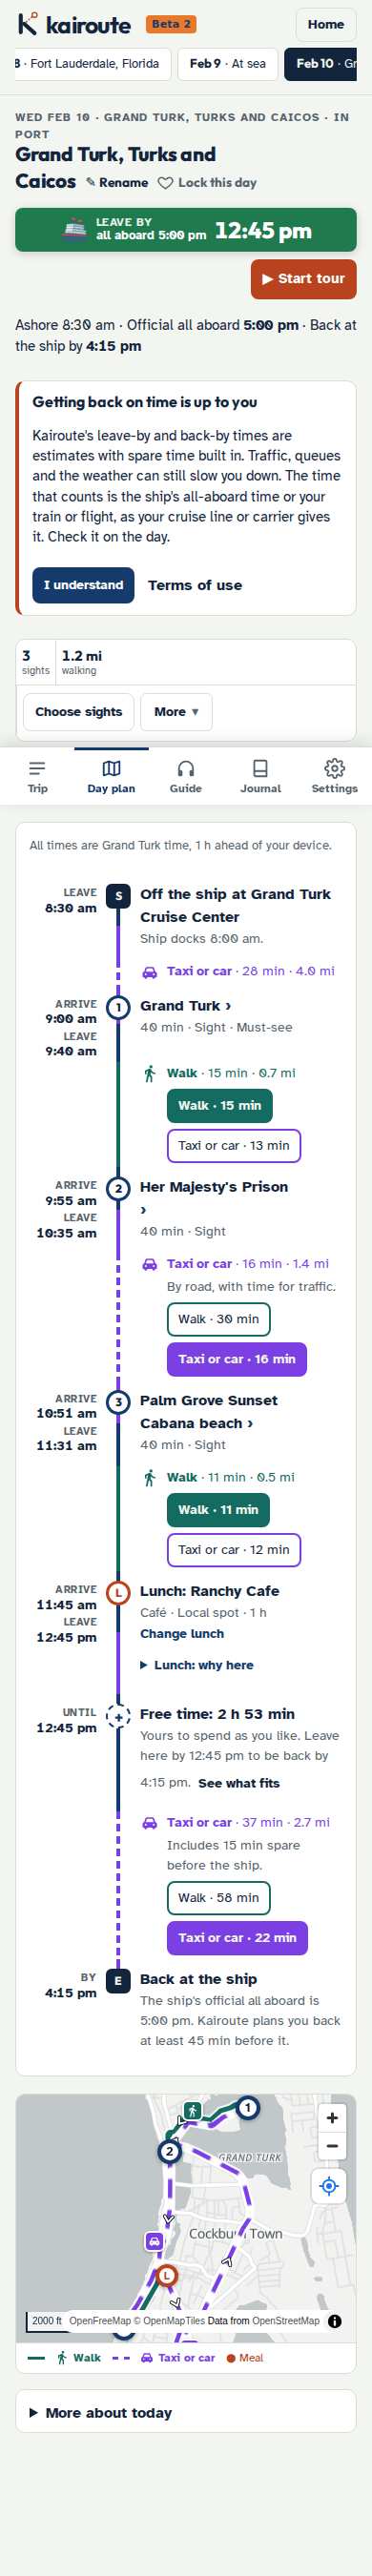 kairoute Beta 2 Home
8 · Fort Lauderdale, Florida Feb 9 · At sea Feb 10 · Gr
WED FEB 10 · GRAND TURK, TURKS AND CAICOS · IN
PORT
Grand Turk, Turks and
Caicos ✎ Rename Lock this day
LEAVE BY
all aboard 5:00 pm 12:45 pm
▶ Start tour
Ashore 8:30 am · Official all aboard 5:00 pm · Back at
the ship by 4:15 pm
Getting back on time is up to you
Kairoute's leave-by and back-by times are
estimates with spare time built in. Traffic, queues
and the weather can still slow you down. The time
that counts is the ship's all-aboard time or your
train or flight, as your cruise line or carrier gives
it. Check it on the day.
I understand Terms of use
3 1.2 mi
sights walking
Choose sights More ▾
Trip Day plan Guide Journal Settings
All times are Grand Turk time, 1 h ahead of your device.
LEAVE
8:30 am
S
Off the ship at Grand Turk
Cruise Center
Ship docks 8:00 am.
Taxi or car · 28 min · 4.0 mi
ARRIVE
9:00 am
LEAVE
9:40 am
1
Grand Turk ›
40 min · Sight · Must-see
Walk · 15 min · 0.7 mi
Walk · 15 min
Taxi or car · 13 min
ARRIVE
9:55 am
LEAVE
10:35 am
2
Her Majesty's Prison
›
40 min · Sight
Taxi or car · 16 min · 1.4 mi
By road, with time for traffic.
Walk · 30 min
Taxi or car · 16 min
ARRIVE
10:51 am
LEAVE
11:31 am
3
Palm Grove Sunset
Cabana beach ›
40 min · Sight
Walk · 11 min · 0.5 mi
Walk · 11 min
Taxi or car · 12 min
ARRIVE
11:45 am
LEAVE
12:45 pm
L
Lunch: Ranchy Cafe
Café · Local spot · 1 h
Change lunch
▶ Lunch: why here
UNTIL
12:45 pm
+
Free time: 2 h 53 min
Yours to spend as you like. Leave
here by 12:45 pm to be back by
4:15 pm. See what fits
Taxi or car · 37 min · 2.7 mi
Includes 15 min spare
before the ship.
Walk · 58 min
Taxi or car · 22 min
BY
4:15 pm
E
Back at the ship
The ship's official all aboard is
5:00 pm. Kairoute plans you back
at least 45 min before it.
1
2
GRAND TURK
Cockburn Town
L
+
−
2000 ft OpenFreeMap © OpenMapTiles Data from OpenStreetMap
Walk Taxi or car Meal
▶ More about today